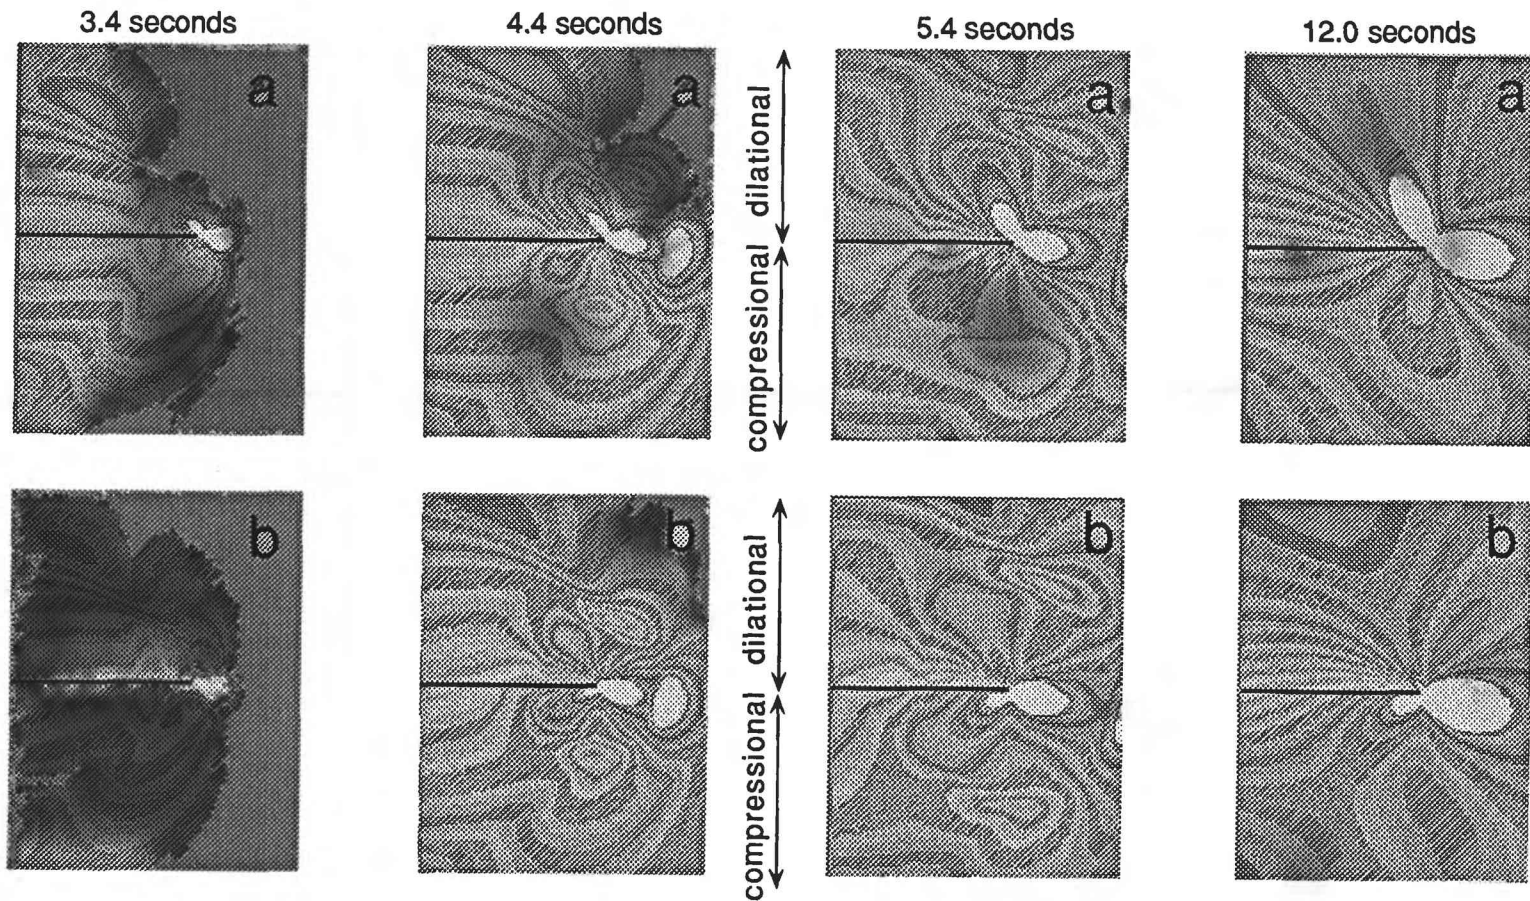 3.4 seconds
4.4 seconds
5.4 seconds
12.0 seconds
a
a
dilational
compressional
a
a
b
b
dilational
compressional
b
b